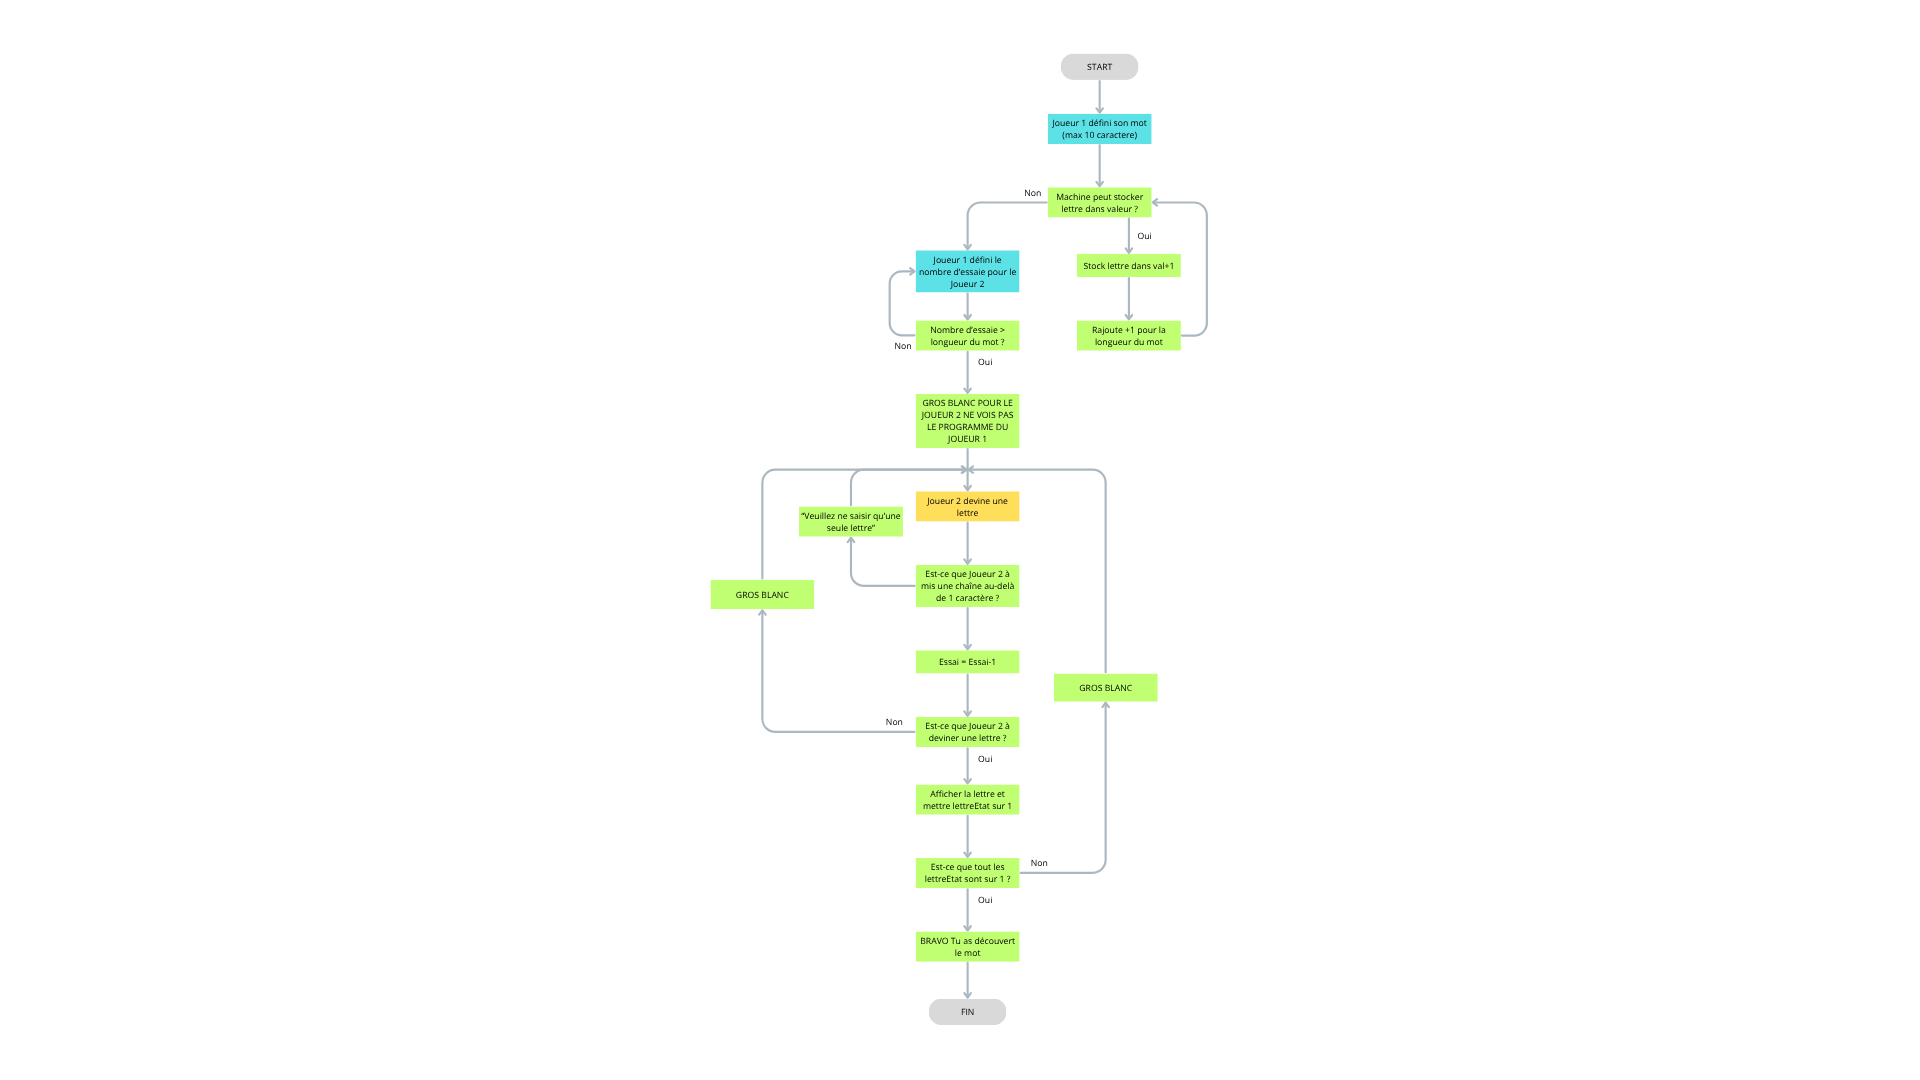 START
Joueur 1 défini son mot
(max 10 caractere)
Machine peut stocker
lettre dans valeur ?
Non
Oui
Joueur 1 défini le
nombre d'essaie pour le
Joueur 2
Stock lettre dans val+1
Nombre d'essaie >
longueur du mot ?
Rajoute +1 pour la
longueur du mot
Non
Oui
GROS BLANC POUR LE
JOUEUR 2 NE VOIS PAS
LE PROGRAMME DU
JOUEUR 1
Joueur 2 devine une
lettre
“Veuillez ne saisir qu'une
seule lettre”
Est-ce que Joueur 2 à
mis une chaîne au-delà
de 1 caractère ?
GROS BLANC
Essai = Essai-1
GROS BLANC
Non
Est-ce que Joueur 2 à
deviner une lettre ?
Oui
Afficher la lettre et
mettre lettreEtat sur 1
Est-ce que tout les
lettreEtat sont sur 1 ?
Non
Oui
BRAVO Tu as découvert
le mot
FIN